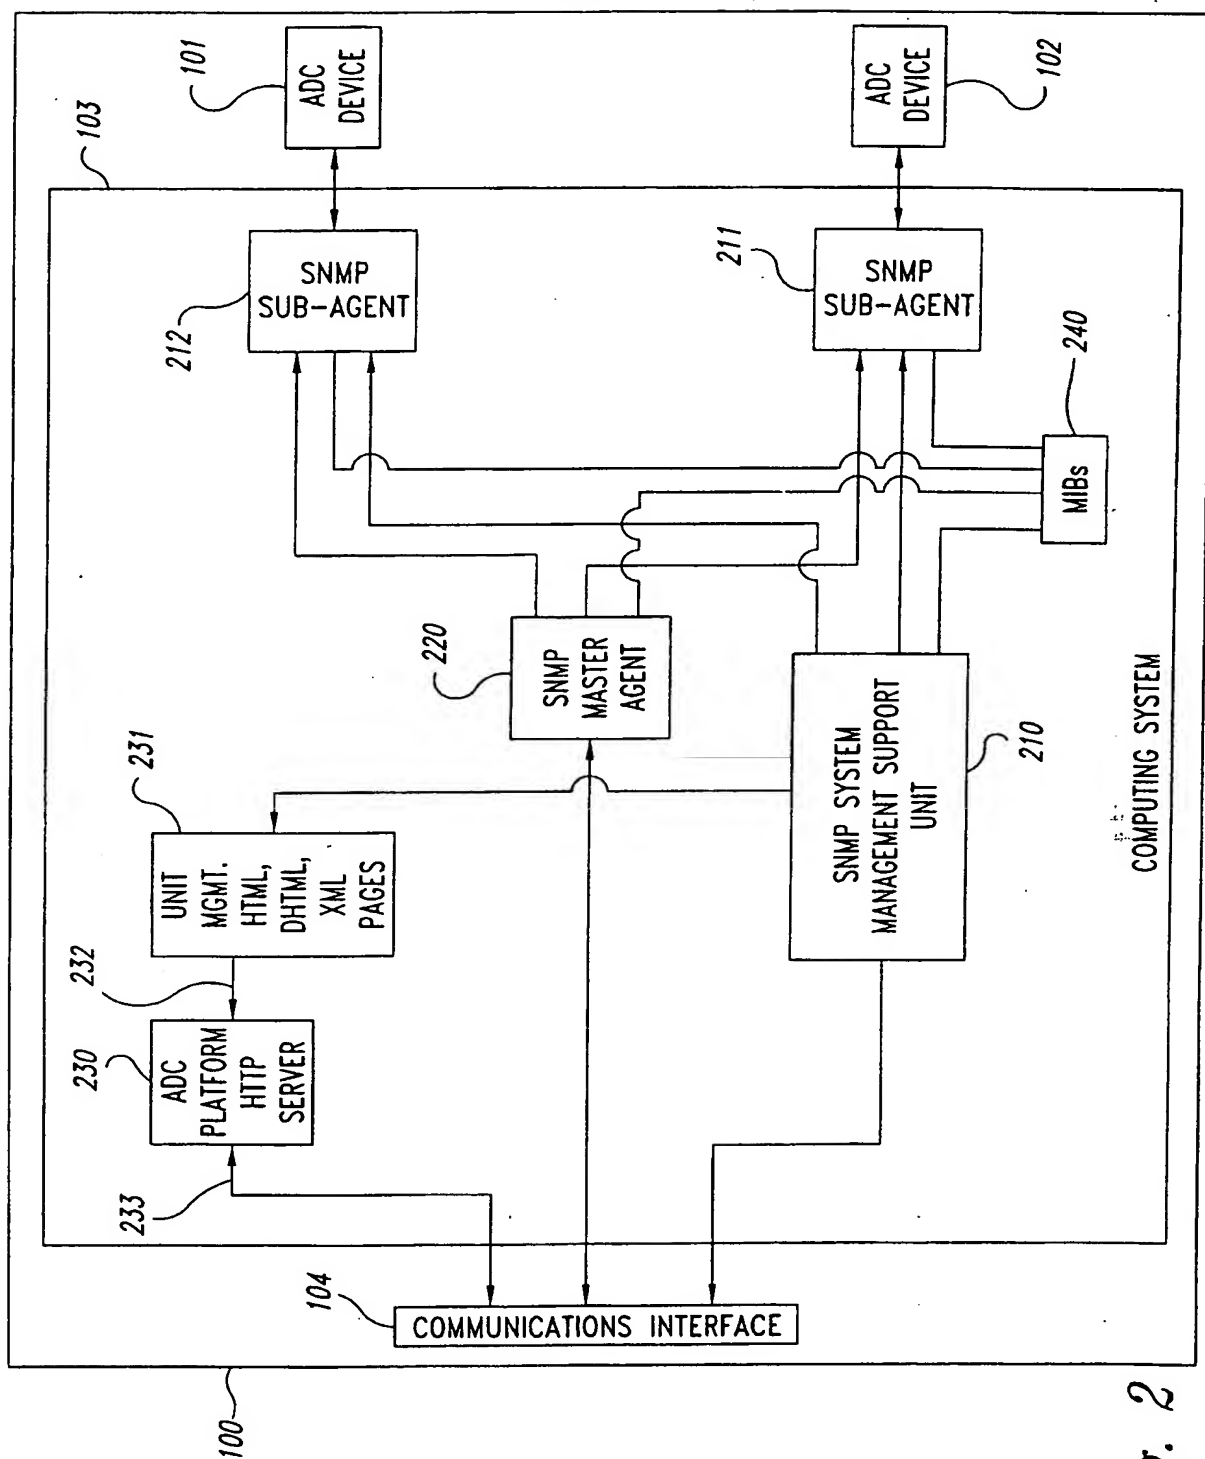 100
103
101
ADC
DEVICE
102
ADC
DEVICE
212
SNMP
SUB-AGENT
211
SNMP
SUB-AGENT
240
MIBs
220
SNMP
MASTER
AGENT
210
SNMP SYSTEM
MANAGEMENT SUPPORT
UNIT
231
UNIT
MGMT.
HTML,
DHTML,
XML
PAGES
232
230
ADC
PLATFORM
HTTP
SERVER
233
104
COMMUNICATIONS INTERFACE
COMPUTING SYSTEM
2